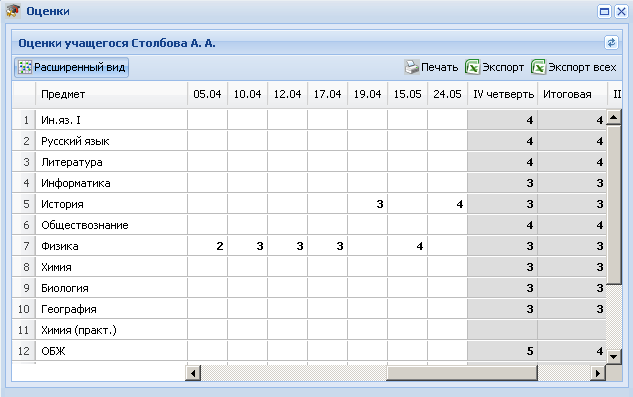 Оценки
Оценки учащегося Столбова А. А.
Расширенный вид Печать Экспорт Экспорт всех
Предмет 05.04 10.04 12.04 17.04 19.04 15.05 24.05 IV четверть Итоговая II
1 Ин.яз. I 4 4
2 Русский язык 4 4
3 Литература 4 4
4 Информатика 3 3
5 История 3 4 3 3
6 Обществознание 4 4
7 Физика 2 3 3 3 4 3 3
8 Химия 3 3
9 Биология 3 3
10 География 3 3
11 Химия (практ.)
12 ОБЖ 5 4